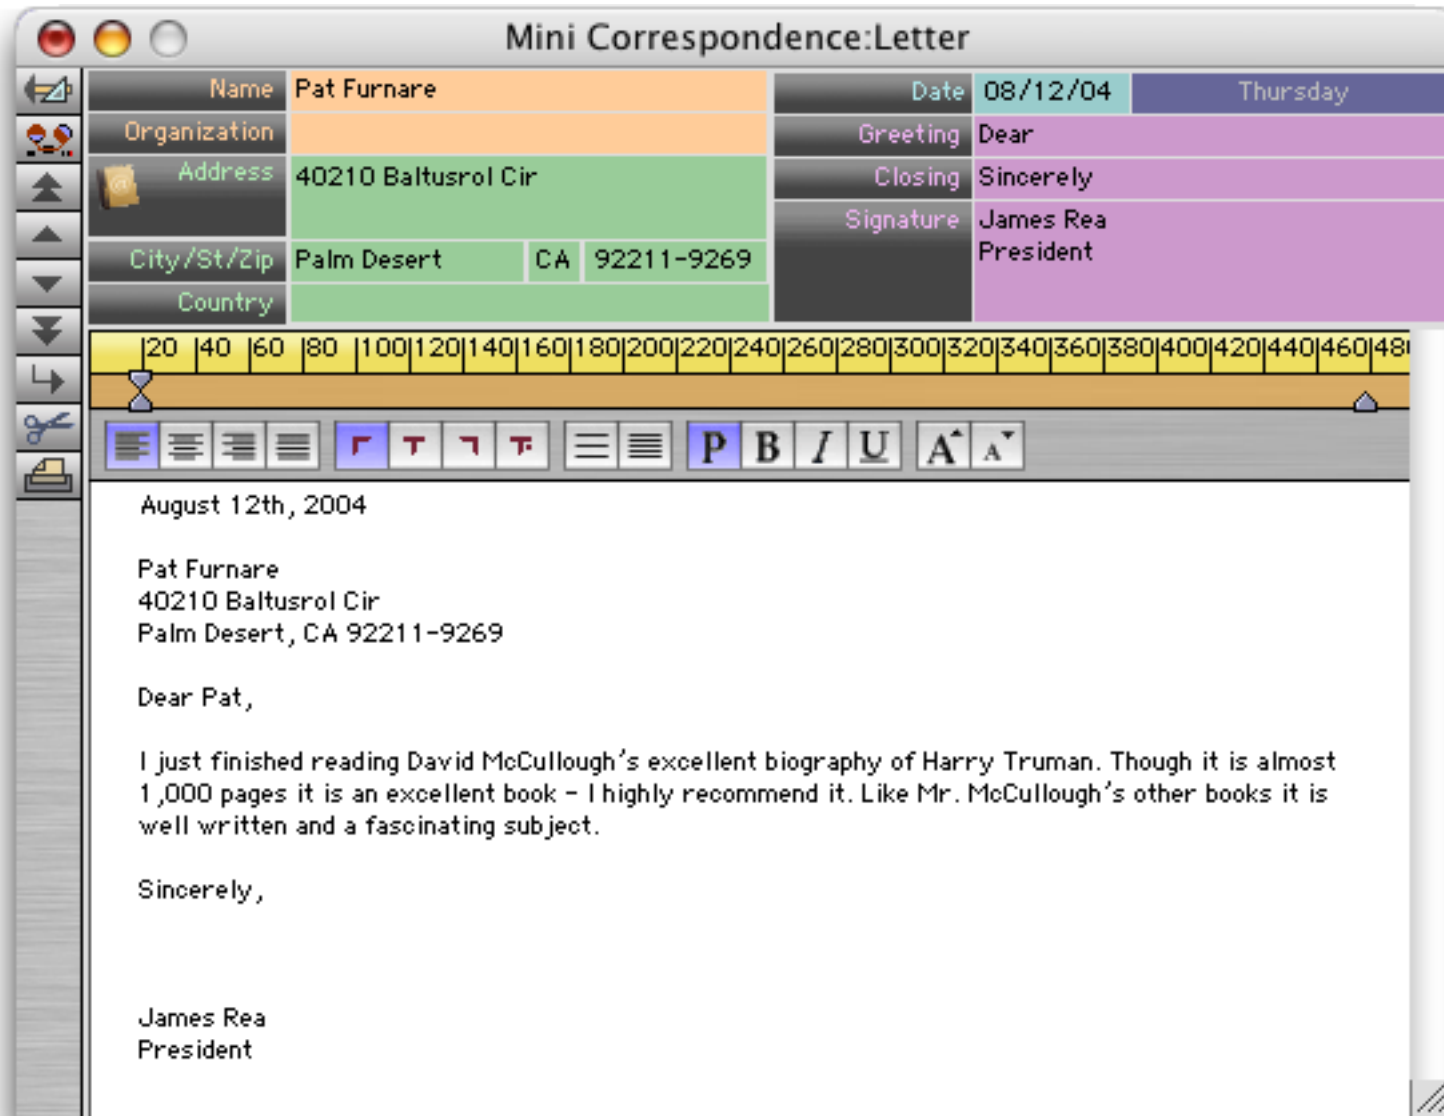 Mini Correspondence:Letter
Name Pat Furnare
Date 08/12/04 Thursday
Organization
Greeting Dear
Address 40210 Baltusrol Cir
Closing Sincerely
Signature James Rea
President
City/St/Zip Palm Desert CA 92211-9269
Country
|20 |40 |60 |80 |100|120|140|160|180|200|220|240|260|280|300|320|340|360|380|400|420|440|460|48
P B I U A A
August 12th, 2004
Pat Furnare
40210 Baltusrol Cir
Palm Desert, CA 92211-9269
Dear Pat,
I just finished reading David McCullough's excellent biography of Harry Truman. Though it is almost
1,000 pages it is an excellent book - I highly recommend it. Like Mr. McCullough's other books it is
well written and a fascinating subject.
Sincerely,
James Rea
President